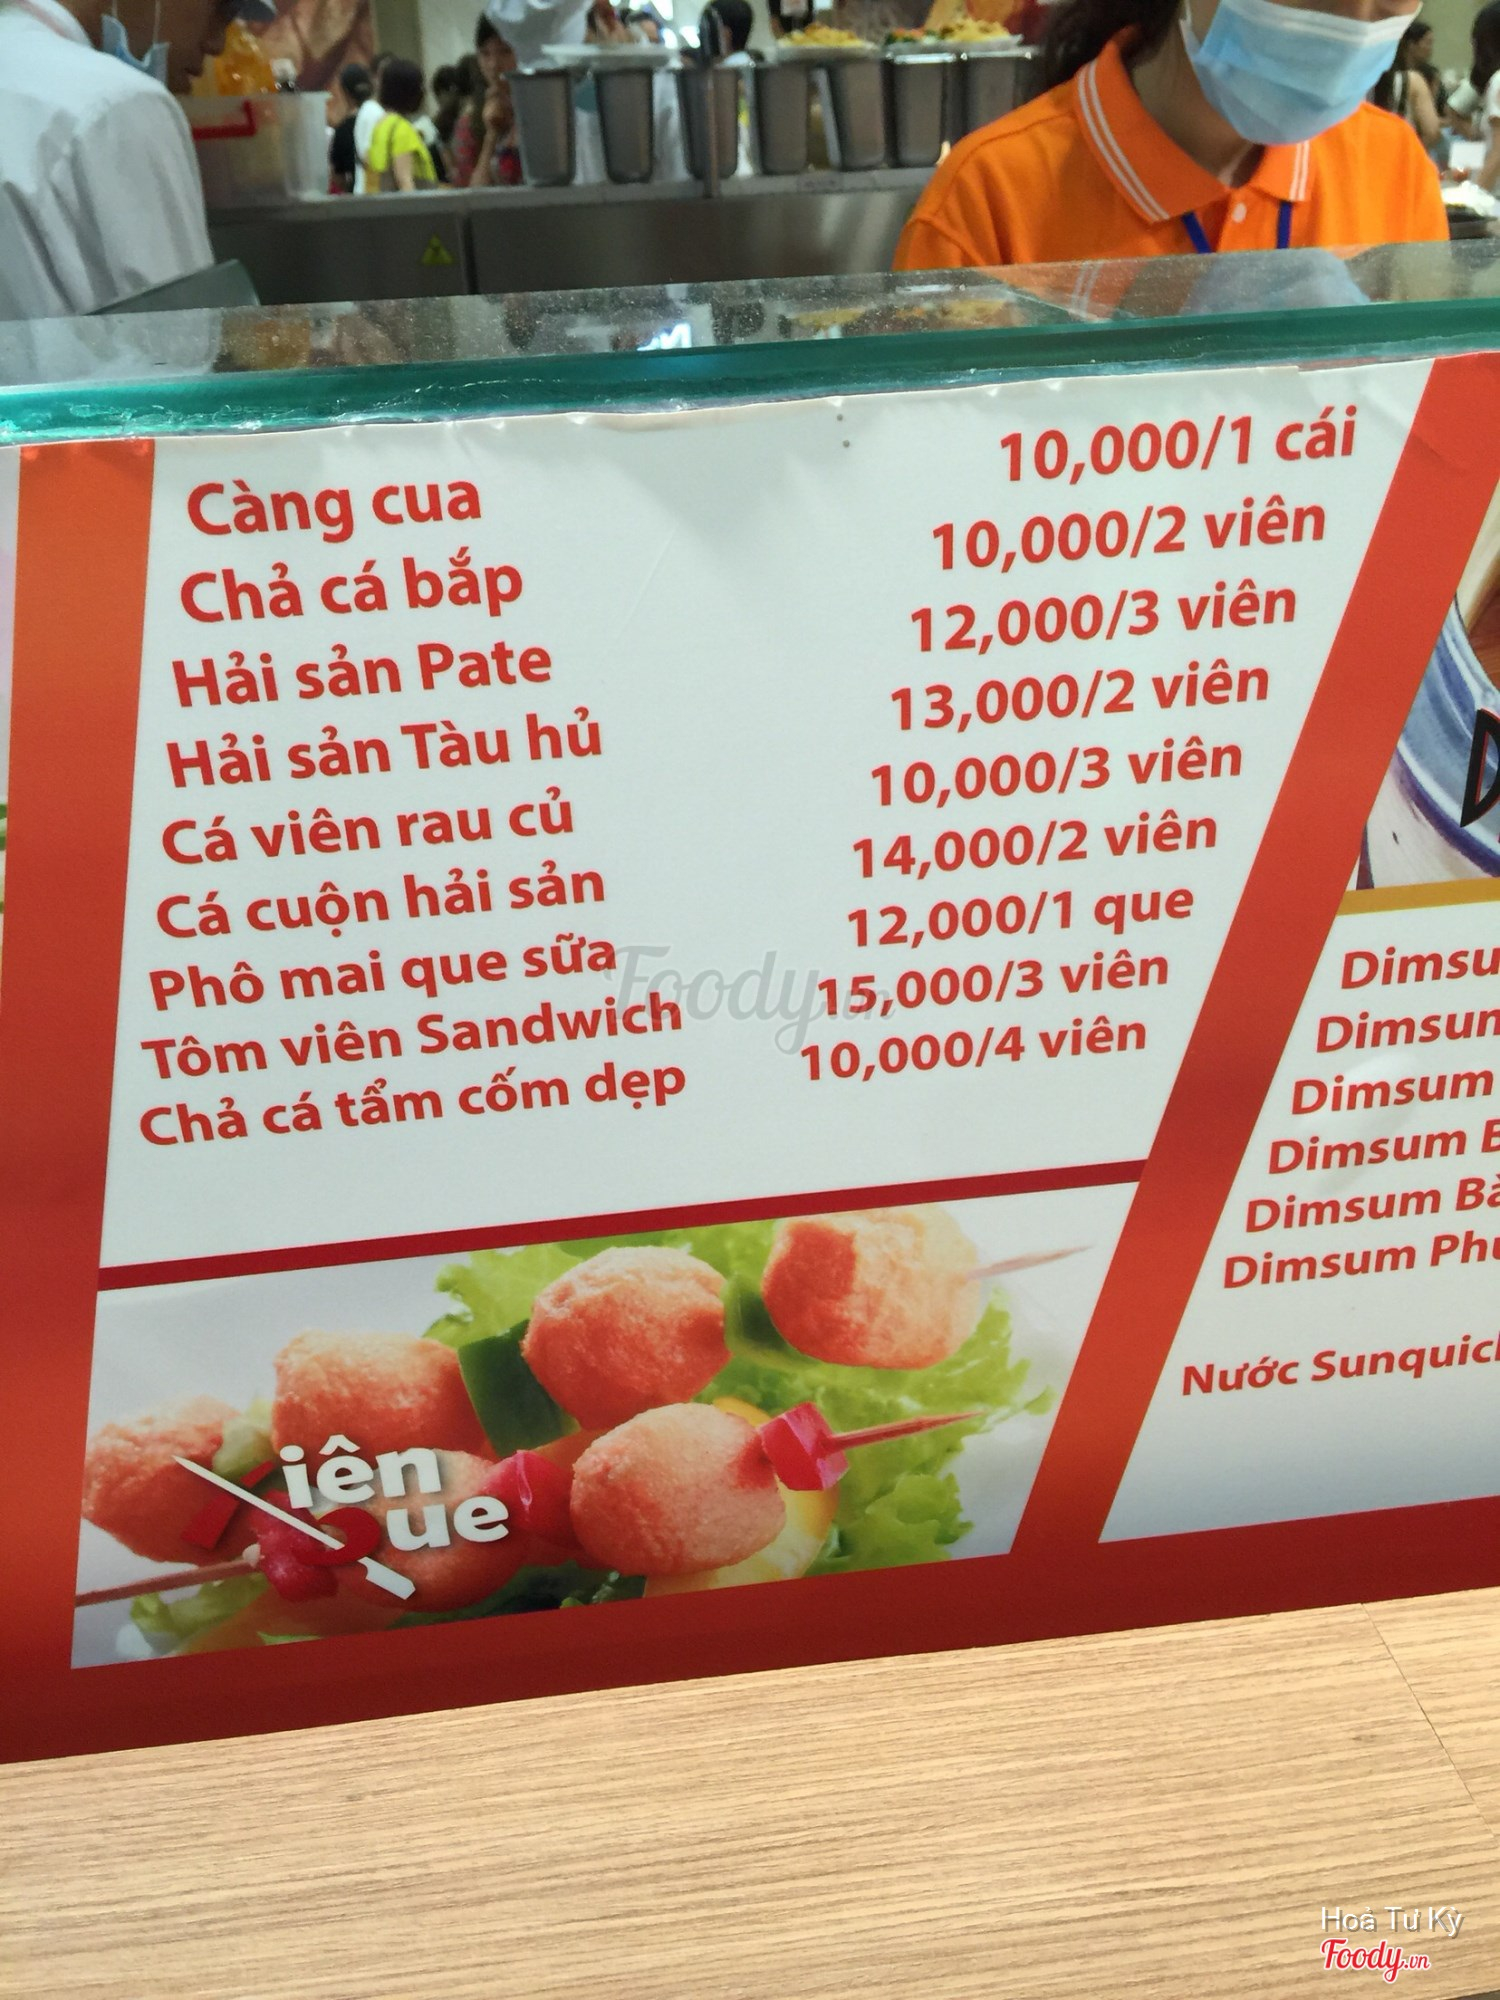 Càng cua 10,000/1 cái
Chả cá bắp 10,000/2 viên
Hải sản Pate 12,000/3 viên
Hải sản Tàu hủ 13,000/2 viên
Cá viên rau củ 10,000/3 viên
Cá cuộn hải sản 14,000/2 viên
Phô mai que sữa 12,000/1 que
Tôm viên Sandwich 15,000/3 viên
Chả cá tẩm cốm dẹp 10,000/4 viên
Foody.vn
Viên
Que
Dimsum
Dimsum
Dimsum
Dimsum
Dimsum
Nước
Hoả Tư Kỳ
Foody.vn